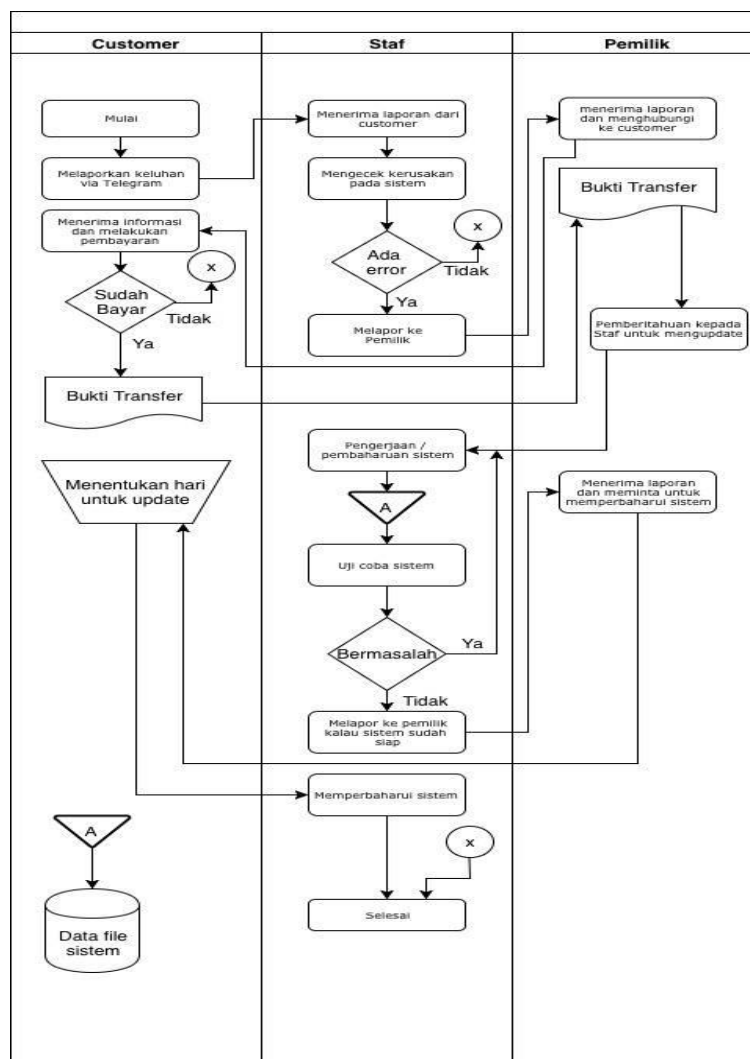 Customer
Staf
Pemilik
Mulai
Menerima laporan dari
customer
menerima laporan
dan menghubungi
ke customer
Melaporkan keluhan
via Telegram
Mengecek kerusakan
pada sistem
Bukti Transfer
Menerima informasi
dan melakukan
pembayaran
x
Ada
error
Tidak
Ya
x
Sudah
Bayar
Tidak
Ya
Melapor ke
Pemilik
Pemberitahuan kepada
Staf untuk mengupdate
Bukti Transfer
Pengerjaan /
pembaharuan sistem
Menentukan hari
untuk update
Menerima laporan
dan meminta untuk
memperbaharui sistem
A
Uji coba sistem
Bermasalah
Ya
Tidak
Melapor ke pemilik
kalau sistem sudah
siap
Memperbaharui sistem
A
x
Data file
sistem
Selesai